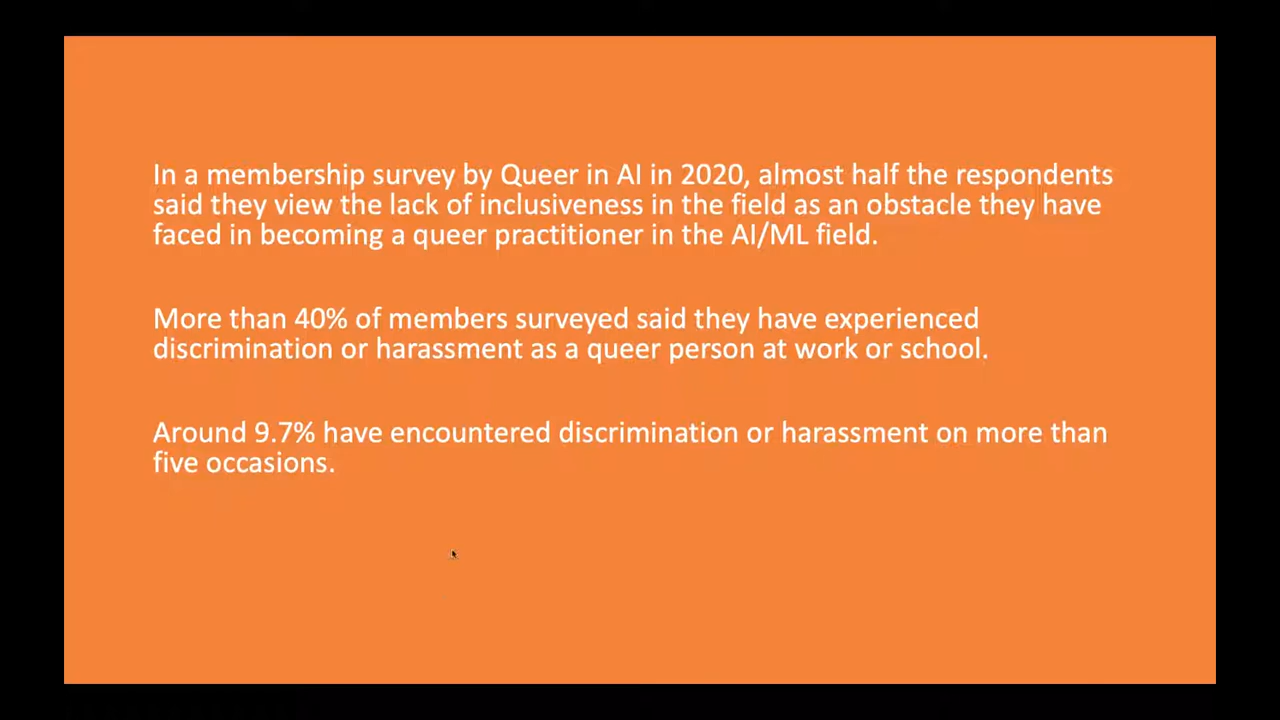 In a membership survey by Queer in AI in 2020, almost half the respondents
said they view the lack of inclusiveness in the field as an obstacle they have
faced in becoming a queer practitioner in the AI/ML field.
More than 40% of members surveyed said they have experienced
discrimination or harassment as a queer person at work or school.
Around 9.7% have encountered discrimination or harassment on more than
five occasions.